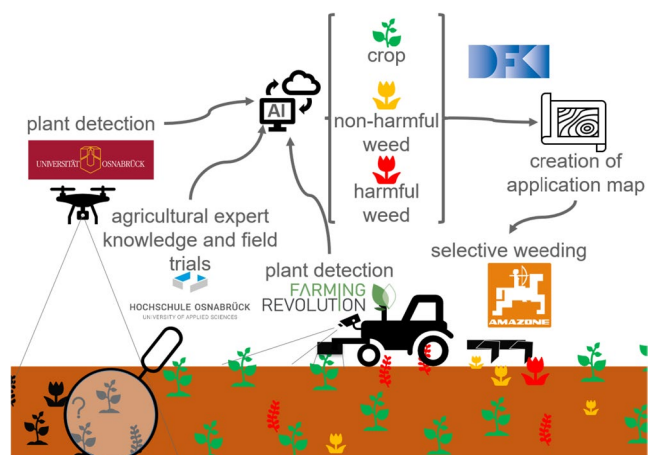 plant detection
UNIVERSITÄT OSNABRÜCK
agricultural expert
knowledge and field
trials
HOCHSCHULE OSNABRÜCK
UNIVERSITY OF APPLIED SCIENCES
AI
plant detection
FARMING
REVOLUTION
crop
non-harmful
weed
harmful
weed
DFK
creation of
application map
selective weeding
AMAZONE
?